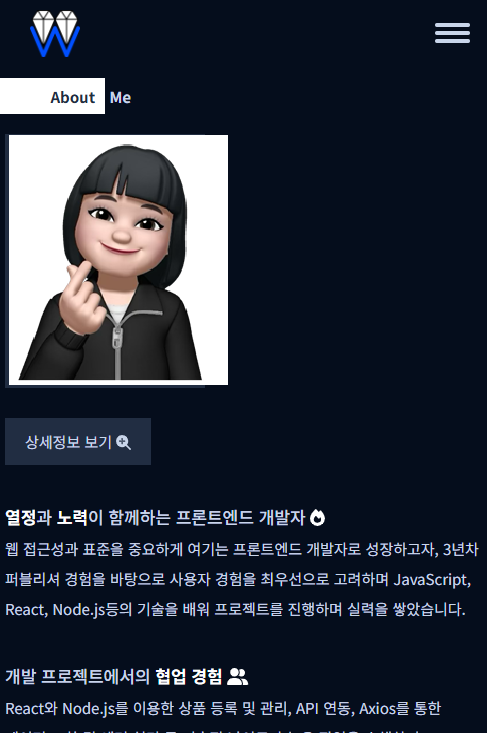 About Me
상세정보 보기
열정과 노력이 함께하는 프론트엔드 개발자
웹 접근성과 표준을 중요하게 여기는 프론트엔드 개발자로 성장하고자, 3년차
퍼블리셔 경험을 바탕으로 사용자 경험을 최우선으로 고려하며 JavaScript,
React, Node.js등의 기술을 배워 프로젝트를 진행하며 실력을 쌓았습니다.
개발 프로젝트에서의 협업 경험
React와 Node.js를 이용한 상품 등록 및 관리, API 연동, Axios를 통한